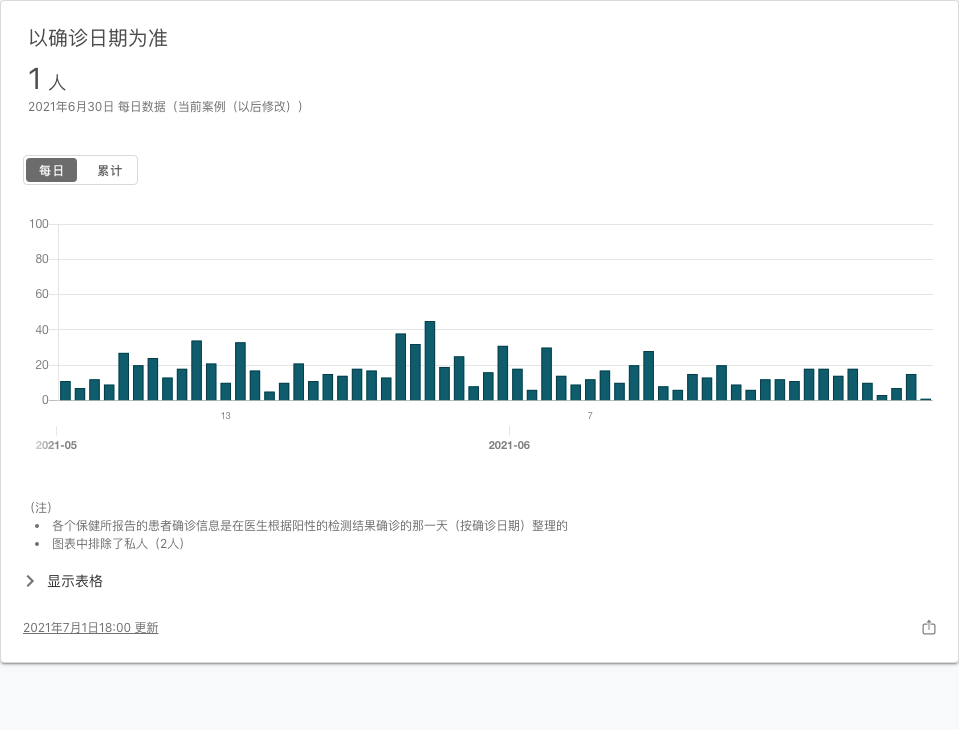 以确诊日期为准
1 人
2021年6月30日 每日数据（当前案例（以后修改））
每日 累计
100
80
60
40
20
0
13 7
2021-05 2021-06
（注）
• 各个保健所报告的患者确诊信息是在医生根据阳性的检测结果确诊的那一天（按确诊日期）整理的
• 图表中排除了私人（2人）
显示表格
2021年7月1日18:00 更新